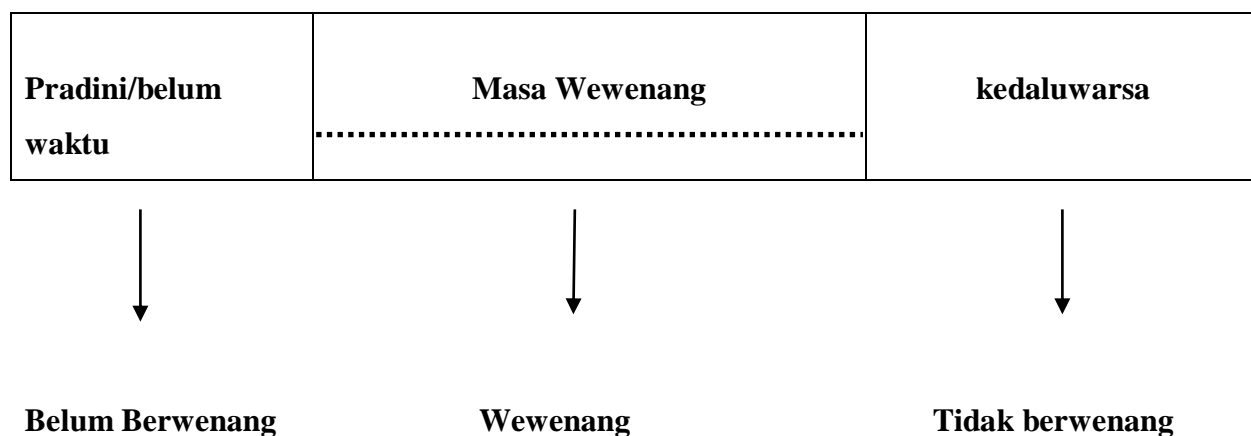 Pradini/belum
waktu
Masa Wewenang
kedaluwarsa
Belum Berwenang
Wewenang
Tidak berwenang